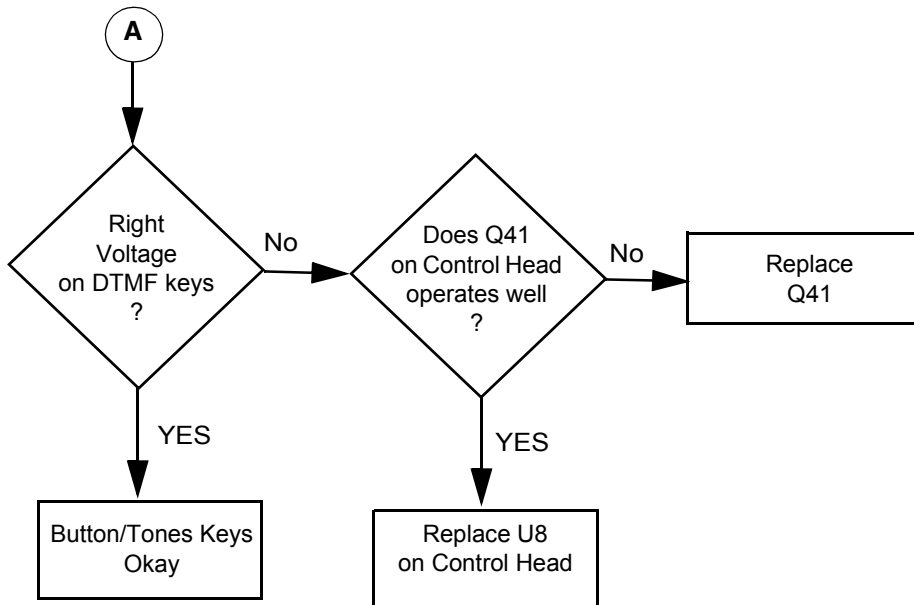 A
Right
Voltage
on DTMF keys
?
No
Does Q41
on Control Head
operates well
?
No
Replace
Q41
YES
YES
Button/Tones Keys
Okay
Replace U8
on Control Head